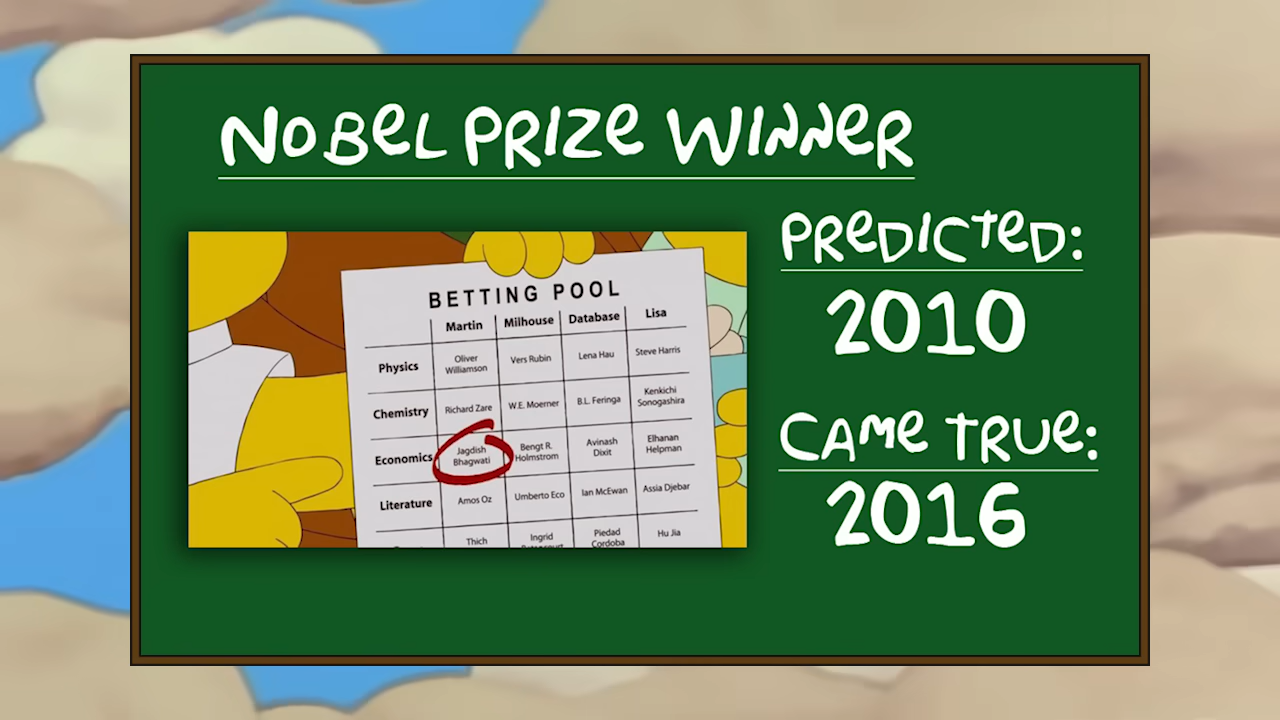 NOBEL PRIZE WINNER
PREDICTED:
2010
CAME TRUE:
2016
BETTING POOL
Martin Milhouse Database Lisa
Physics Oliver Williamson Vers Rubin Lena Hau Steve Harris
Chemistry Richard Zare W.E. Moerner B.L. Feringa Kenkichi Sonogashira
Economics Jagdish Bhagwati Bengt R. Holmstrom Avinash Dixit Elhanan Helpman
Literature Amos Oz Umberto Eco Ian McEwan Assia Djebar
Thich Ingrid Piedad Cordoba Hu Jia